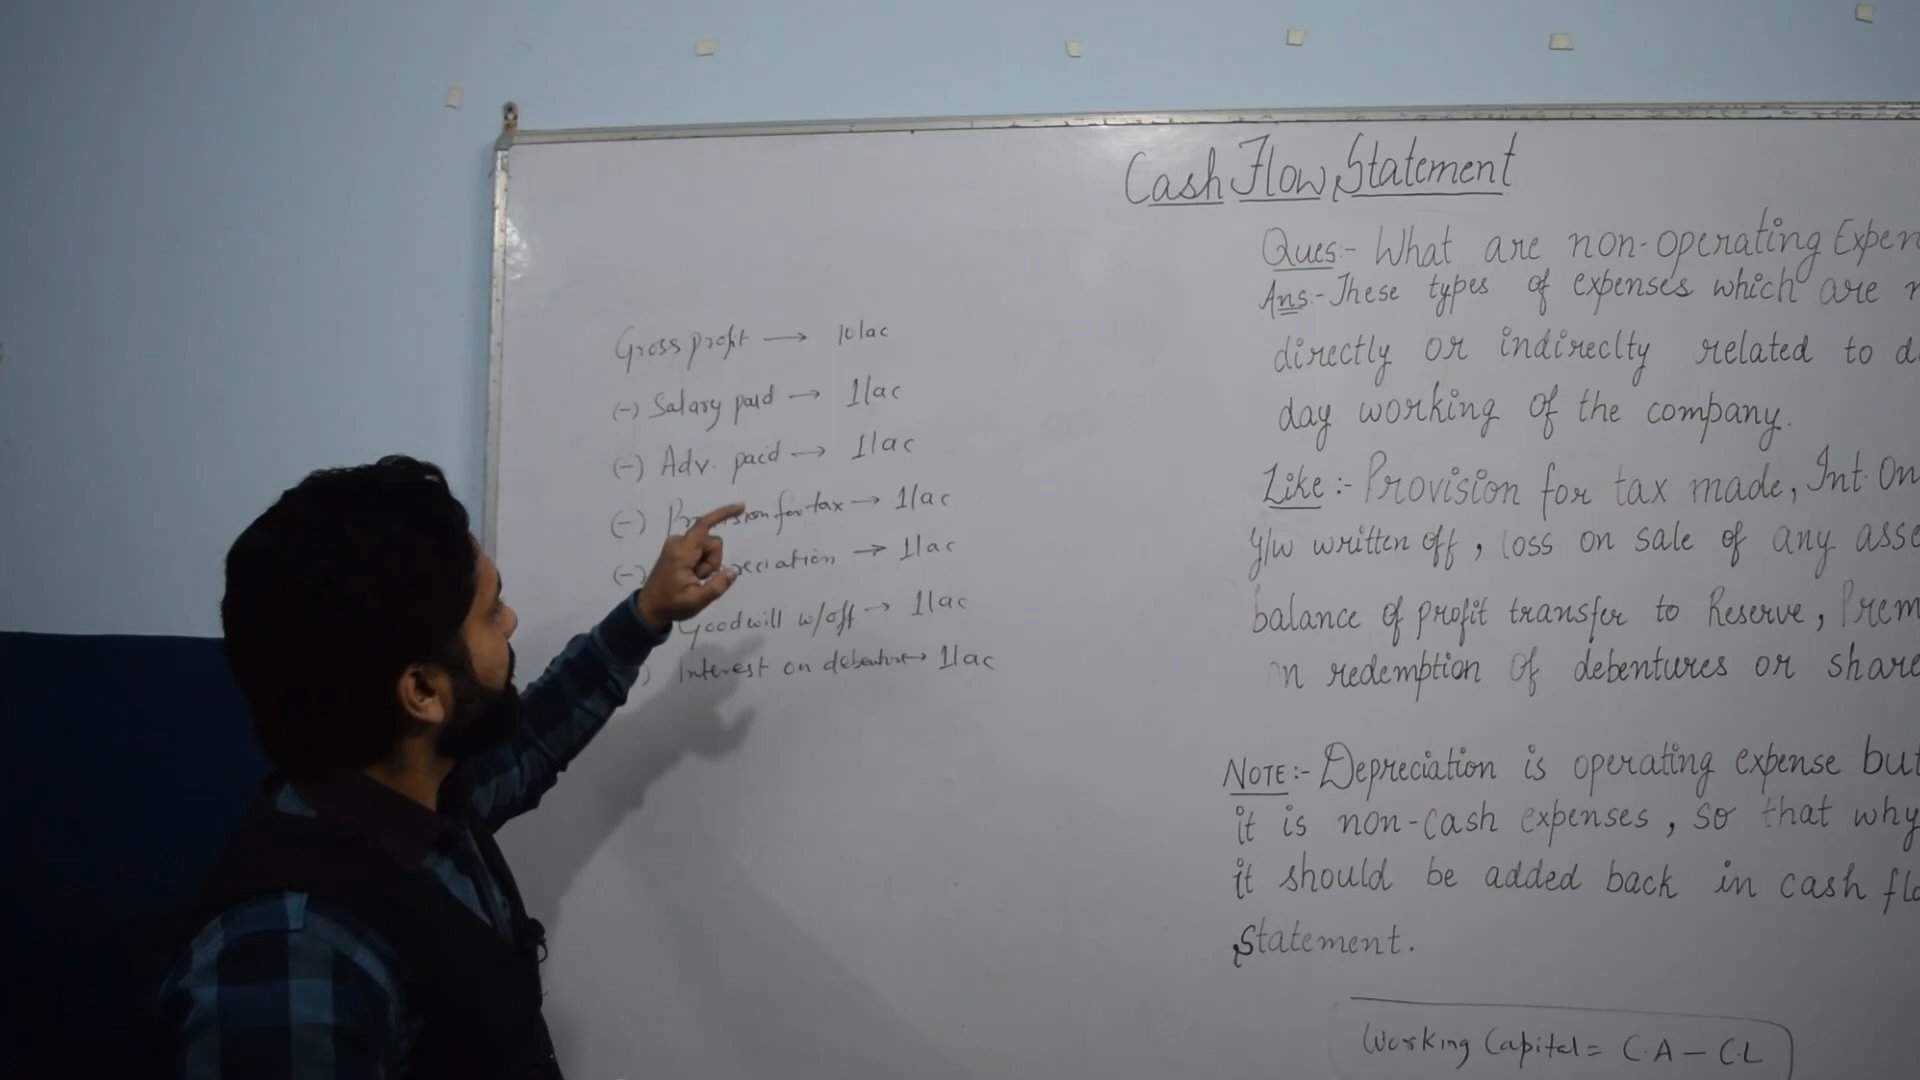 Cash Flow Statement
Ques:- What are non-operating Expen
Ans:- These types of expenses which are n
directly or indireclty related to d
day working of the company.
Like:- Provision for tax made, Int. On
g/w written off, loss on sale of any asse
balance of profit transfer to Reserve, Prem
n redemption of debentures or share
NOTE:- Depreciation is operating expense but
it is non-cash expenses, so that why
it should be added back in cash flo
statement.
Working Capital = C.A - C.L
Gross profit → 10 lac
(-) Salary paid → 1 lac
(-) Adv. paid → 1 lac
(-) for tax → 1 lac
(-) eciation → 1 lac
Goodwill w/off → 1 lac
) Interest on debenture → 1 lac